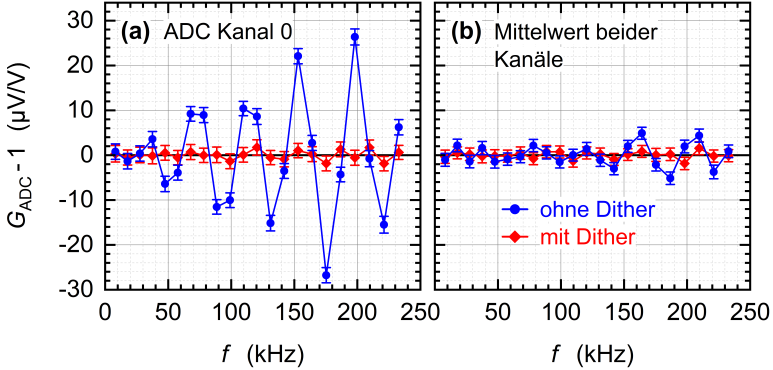 (a) ADC Kanal 0
(b) Mittelwert beider
Kanäle
G_ADC - 1 (µV/V)
30
20
10
0
-10
-20
-30
ohne Dither
mit Dither
0 50 100 150 200 250
0 50 100 150 200 250
f (kHz)
f (kHz)